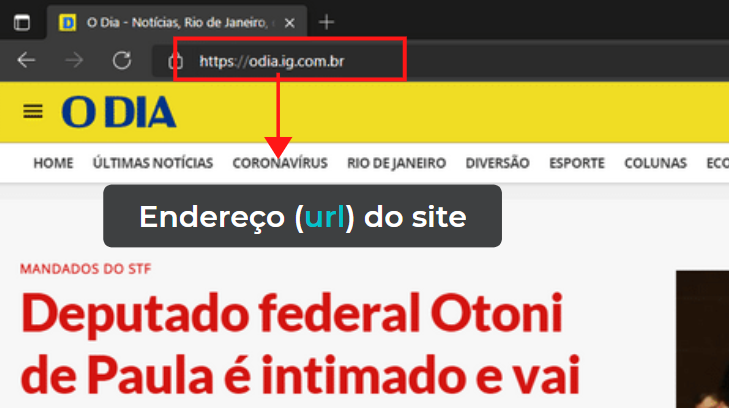 O Dia - Notícias, Rio de Janeiro,
https://odia.ig.com.br
O DIA
HOME ÚLTIMAS NOTÍCIAS CORONAVÍRUS RIO DE JANEIRO DIVERSÃO ESPORTE COLUNAS ECO
Endereço (url) do site
MANDADOS DO STF
Deputado federal Otoni
de Paula é intimado e vai